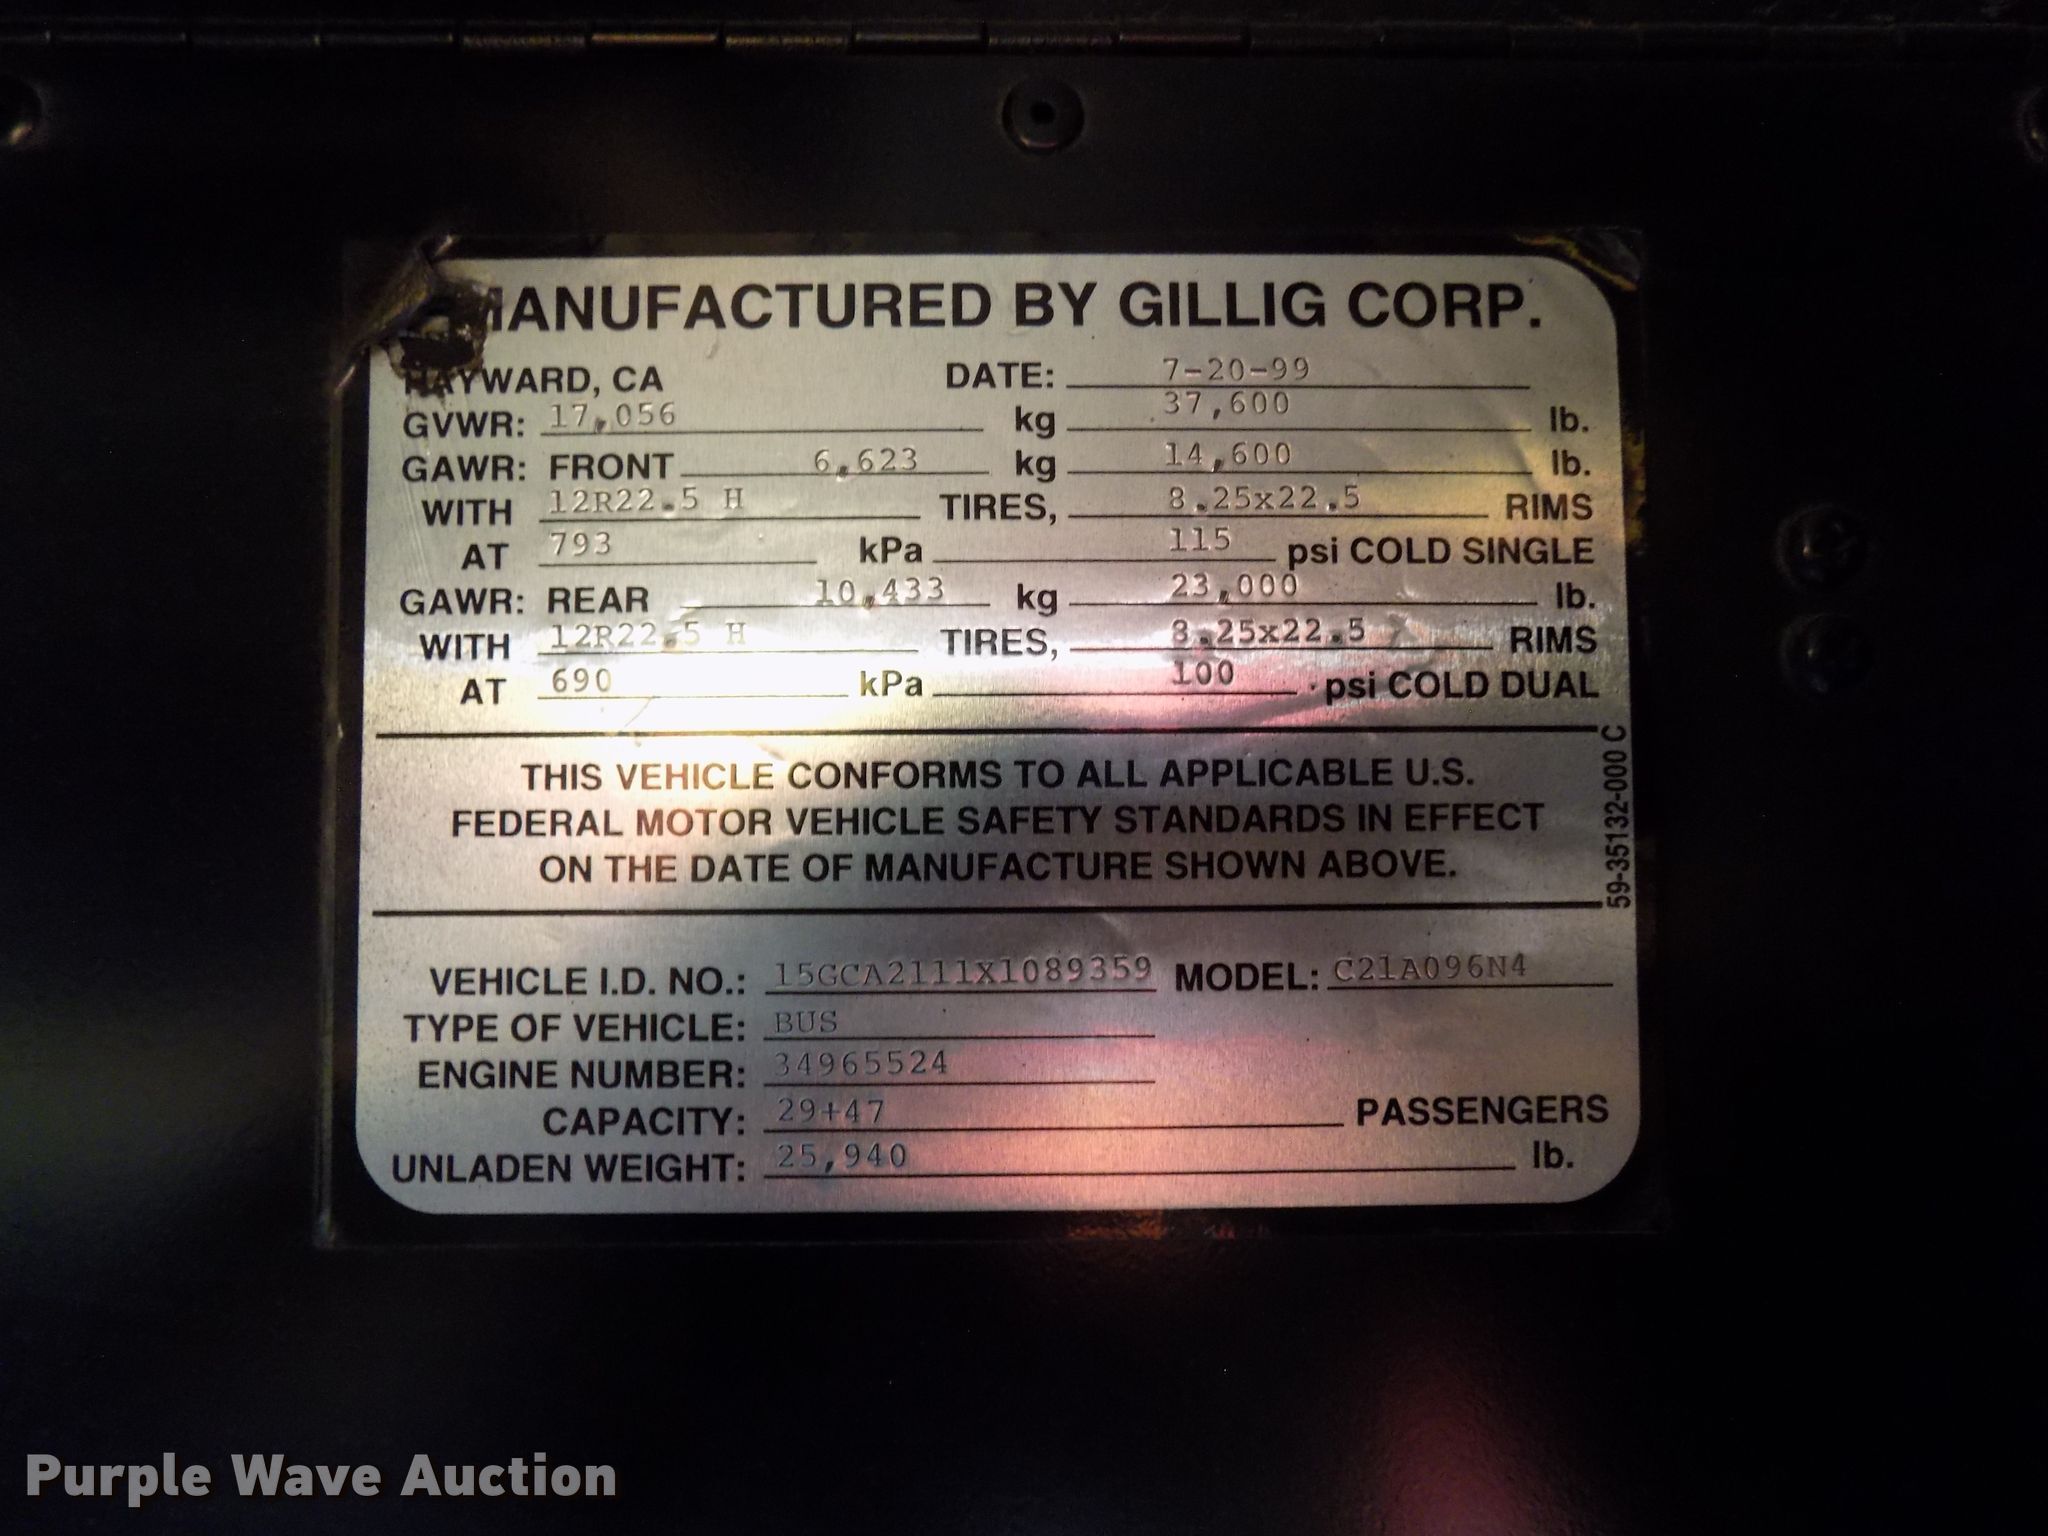 MANUFACTURED BY GILLIG CORP.
HAYWARD, CA DATE: 7-20-99
GVWR: 17,056 kg 37,600 lb.
GAWR: FRONT 6,623 kg 14,600 lb.
WITH 12R22.5 H TIRES, 8.25x22.5 RIMS
AT 793 kPa 115 psi COLD SINGLE
GAWR: REAR 10,433 kg 23,000 lb.
WITH 12R22.5 H TIRES, 8.25x22.5 RIMS
AT 690 kPa 100 psi COLD DUAL
THIS VEHICLE CONFORMS TO ALL APPLICABLE U.S.
FEDERAL MOTOR VEHICLE SAFETY STANDARDS IN EFFECT
ON THE DATE OF MANUFACTURE SHOWN ABOVE.
59-35132-000 C
VEHICLE I.D. NO.: 15GCA2111X1089359 MODEL: C21A096N4
TYPE OF VEHICLE: BUS
ENGINE NUMBER: 34965524
CAPACITY: 29+47 PASSENGERS
UNLADEN WEIGHT: 25,940 lb.
Purple Wave Auction